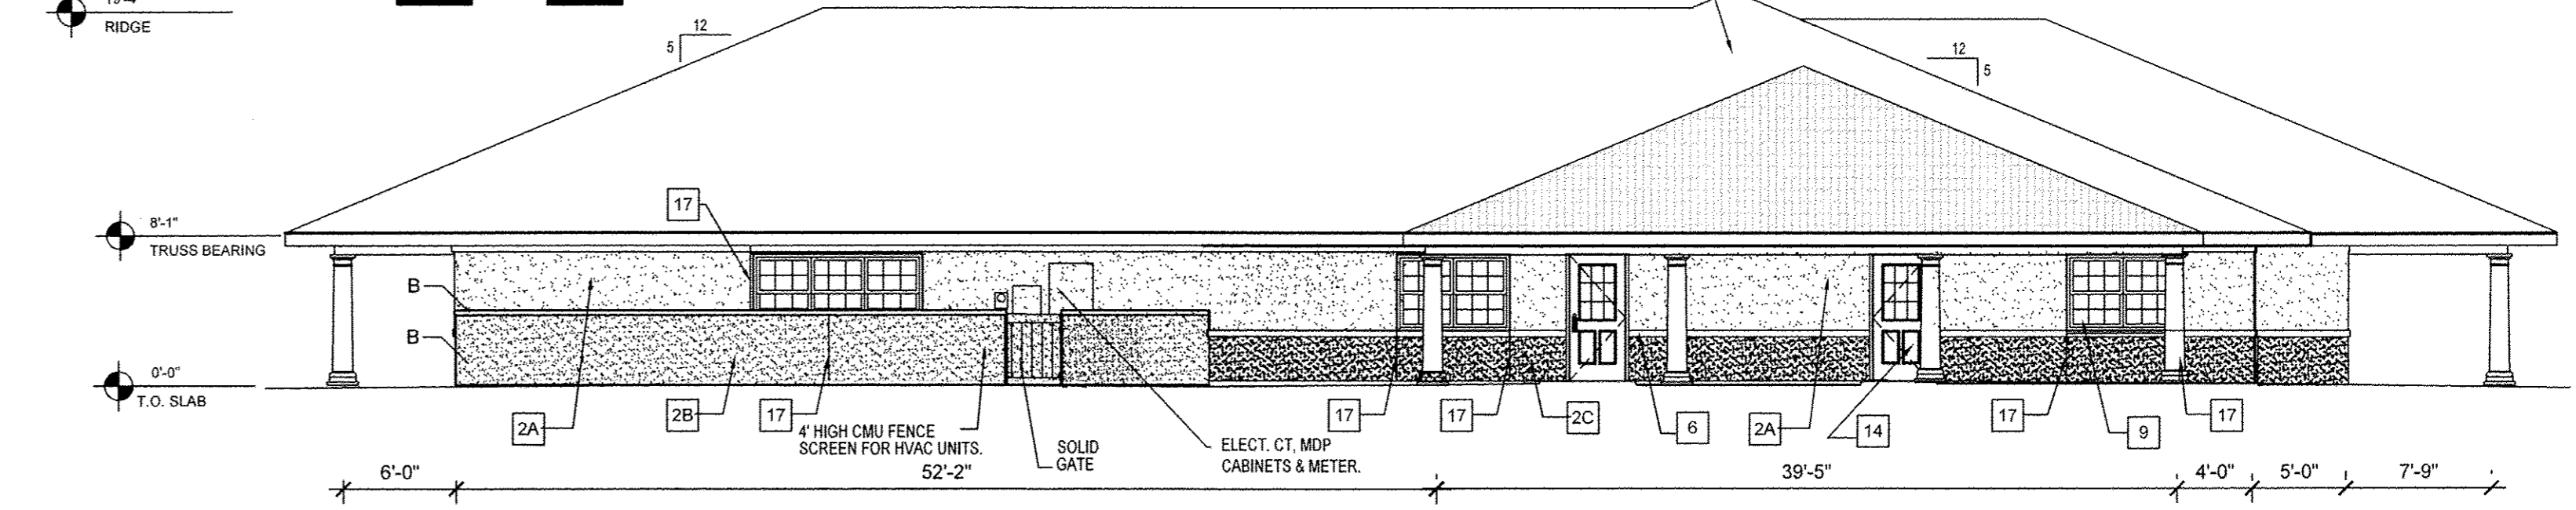 RIDGE
12
5
12
5
17
8'-1"
TRUSS BEARING
B
B
0'-0"
T.O. SLAB
2A
2B
17
4' HIGH CMU FENCE
SCREEN FOR HVAC UNITS.
SOLID
GATE
ELECT. CT, MDP
CABINETS & METER.
17
17
2C
6
2A
14
17
9
17
6'-0"
52'-2"
39'-5"
4'-0"
5'-0"
7'-9"